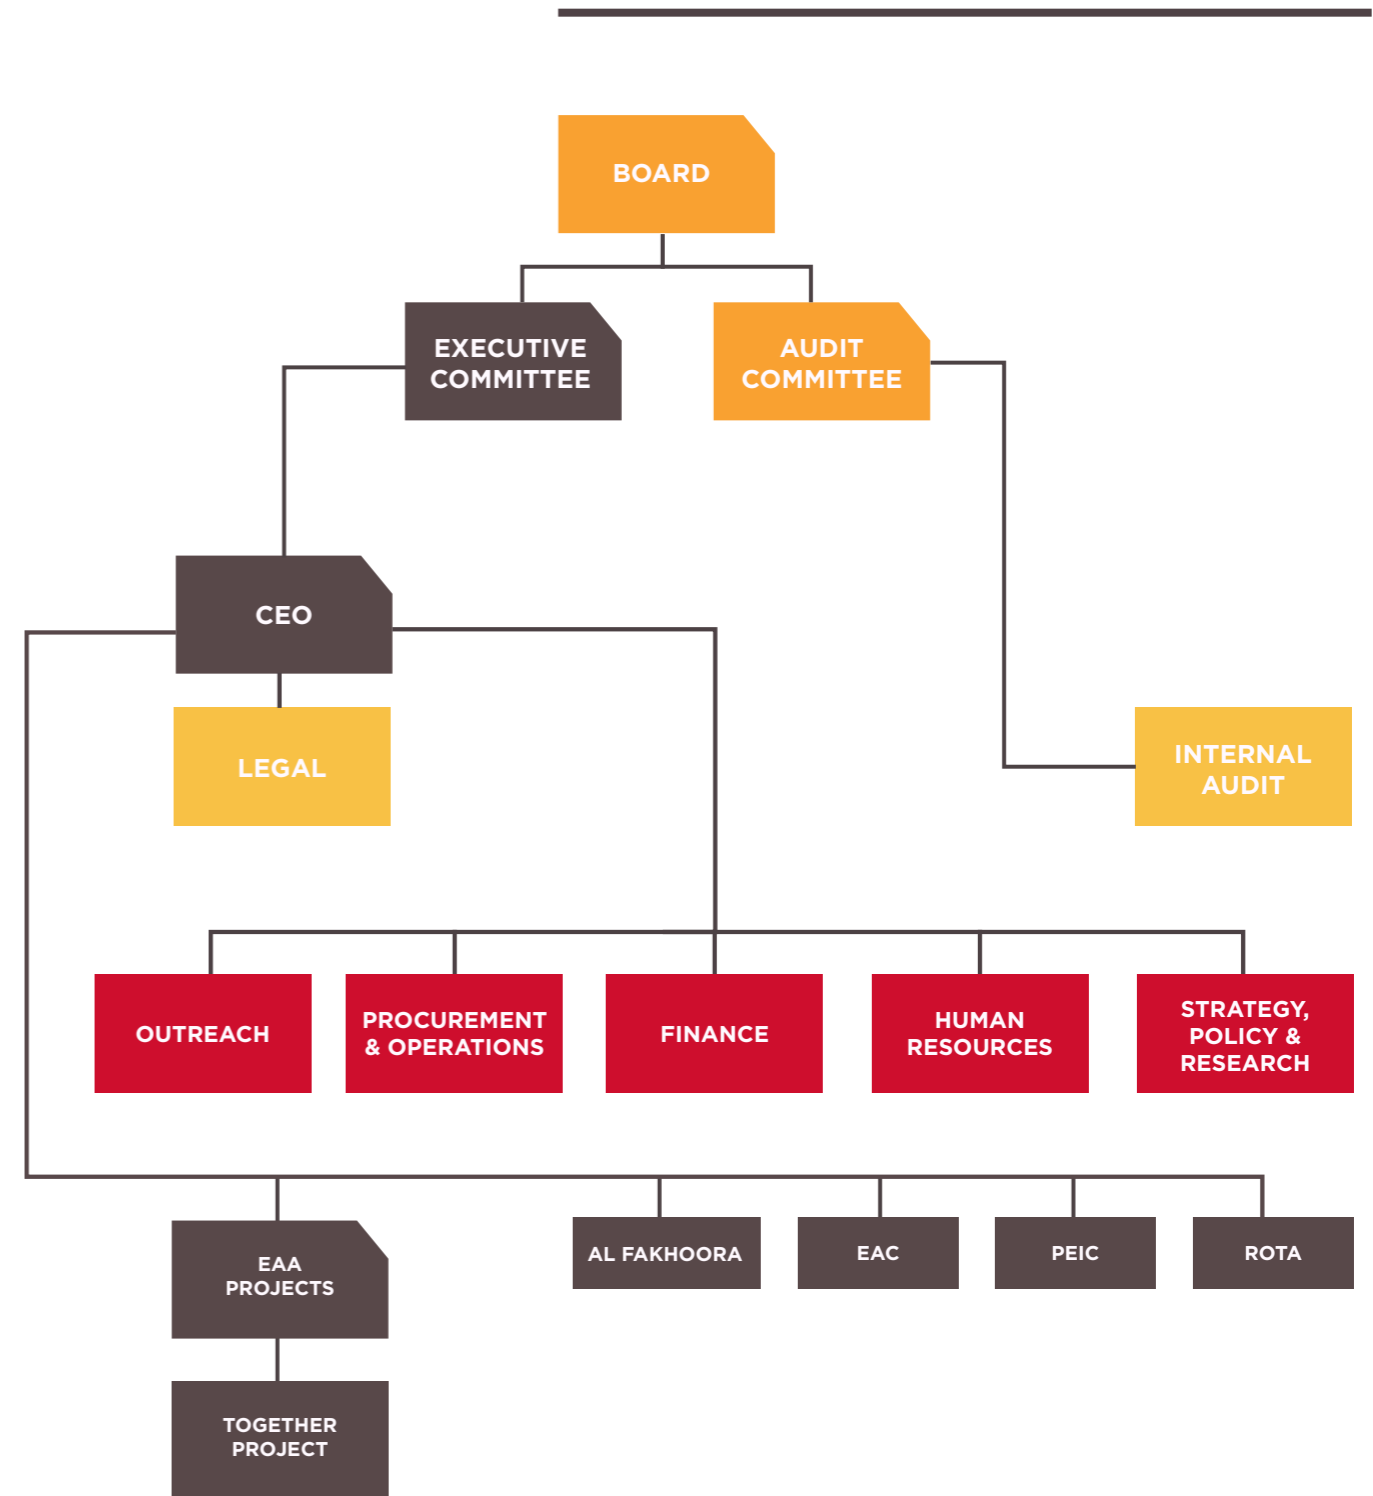 BOARD
EXECUTIVE
COMMITTEE
AUDIT
COMMITTEE
CEO
LEGAL
INTERNAL
AUDIT
OUTREACH
PROCUREMENT
& OPERATIONS
FINANCE
HUMAN
RESOURCES
STRATEGY,
POLICY &
RESEARCH
EAA
PROJECTS
AL FAKHOORA
EAC
PEIC
ROTA
TOGETHER
PROJECT